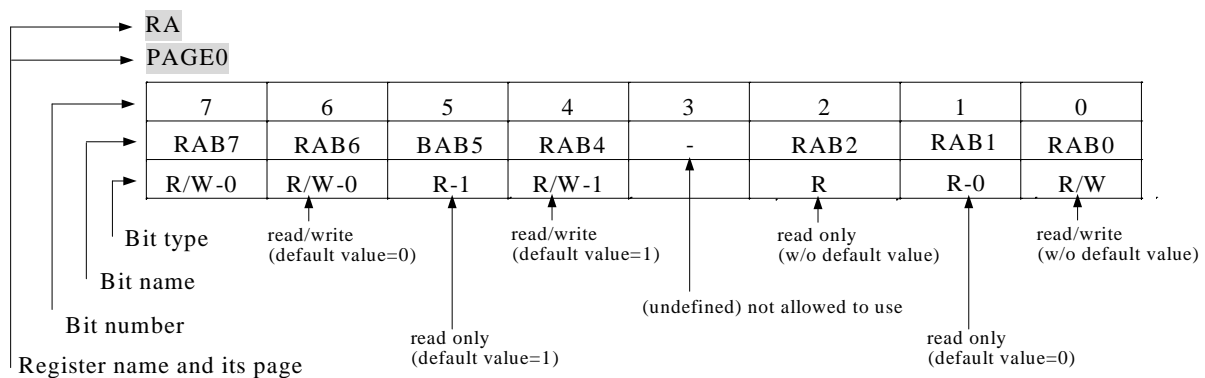 RA
PAGE0
7 6 5 4 3 2 1 0
RAB7 RAB6 BAB5 RAB4 - RAB2 RAB1 RAB0
R/W-0 R/W-0 R-1 R/W-1 R R-0 R/W
Bit type
read/write
(default value=0)
read/write
(default value=1)
read only
(w/o default value)
read/write
(w/o default value)
Bit name
(undefined) not allowed to use
Bit number
read only
(default value=1)
read only
(default value=0)
Register name and its page